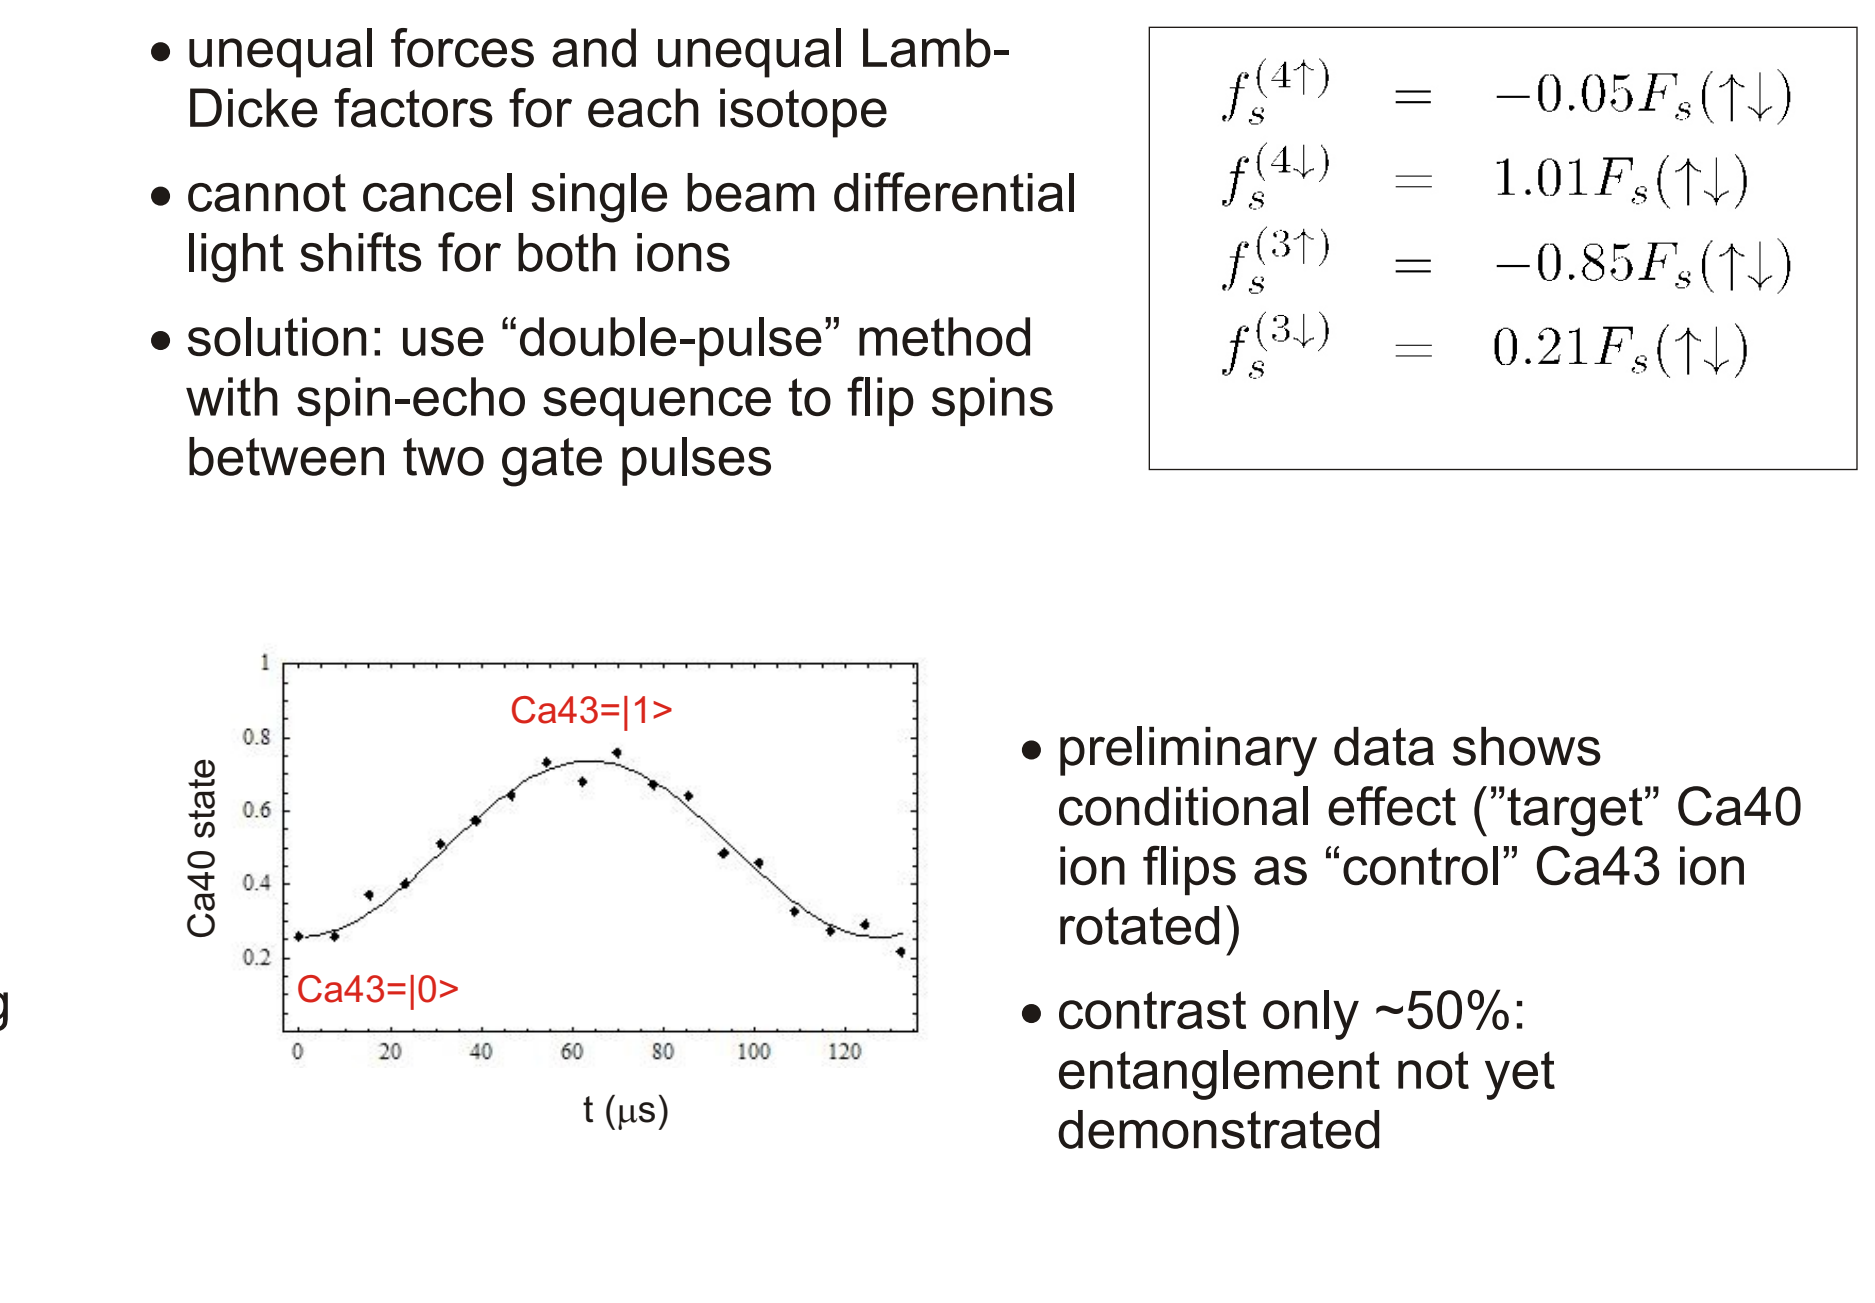 • unequal forces and unequal Lamb-
Dicke factors for each isotope
• cannot cancel single beam differential
light shifts for both ions
• solution: use “double-pulse” method
with spin-echo sequence to flip spins
between two gate pulses
f_s^{(4↑)} = −0.05F_s(↑↓)
f_s^{(4↓)} = 1.01F_s(↑↓)
f_s^{(3↑)} = −0.85F_s(↑↓)
f_s^{(3↓)} = 0.21F_s(↑↓)
g
Ca40 state
1
0.8
0.6
0.4
0.2
Ca43=|1>
Ca43=|0>
0 20 40 60 80 100 120
t (μs)
• preliminary data shows
conditional effect (”target” Ca40
ion flips as “control” Ca43 ion
rotated)
• contrast only ~50%:
entanglement not yet
demonstrated